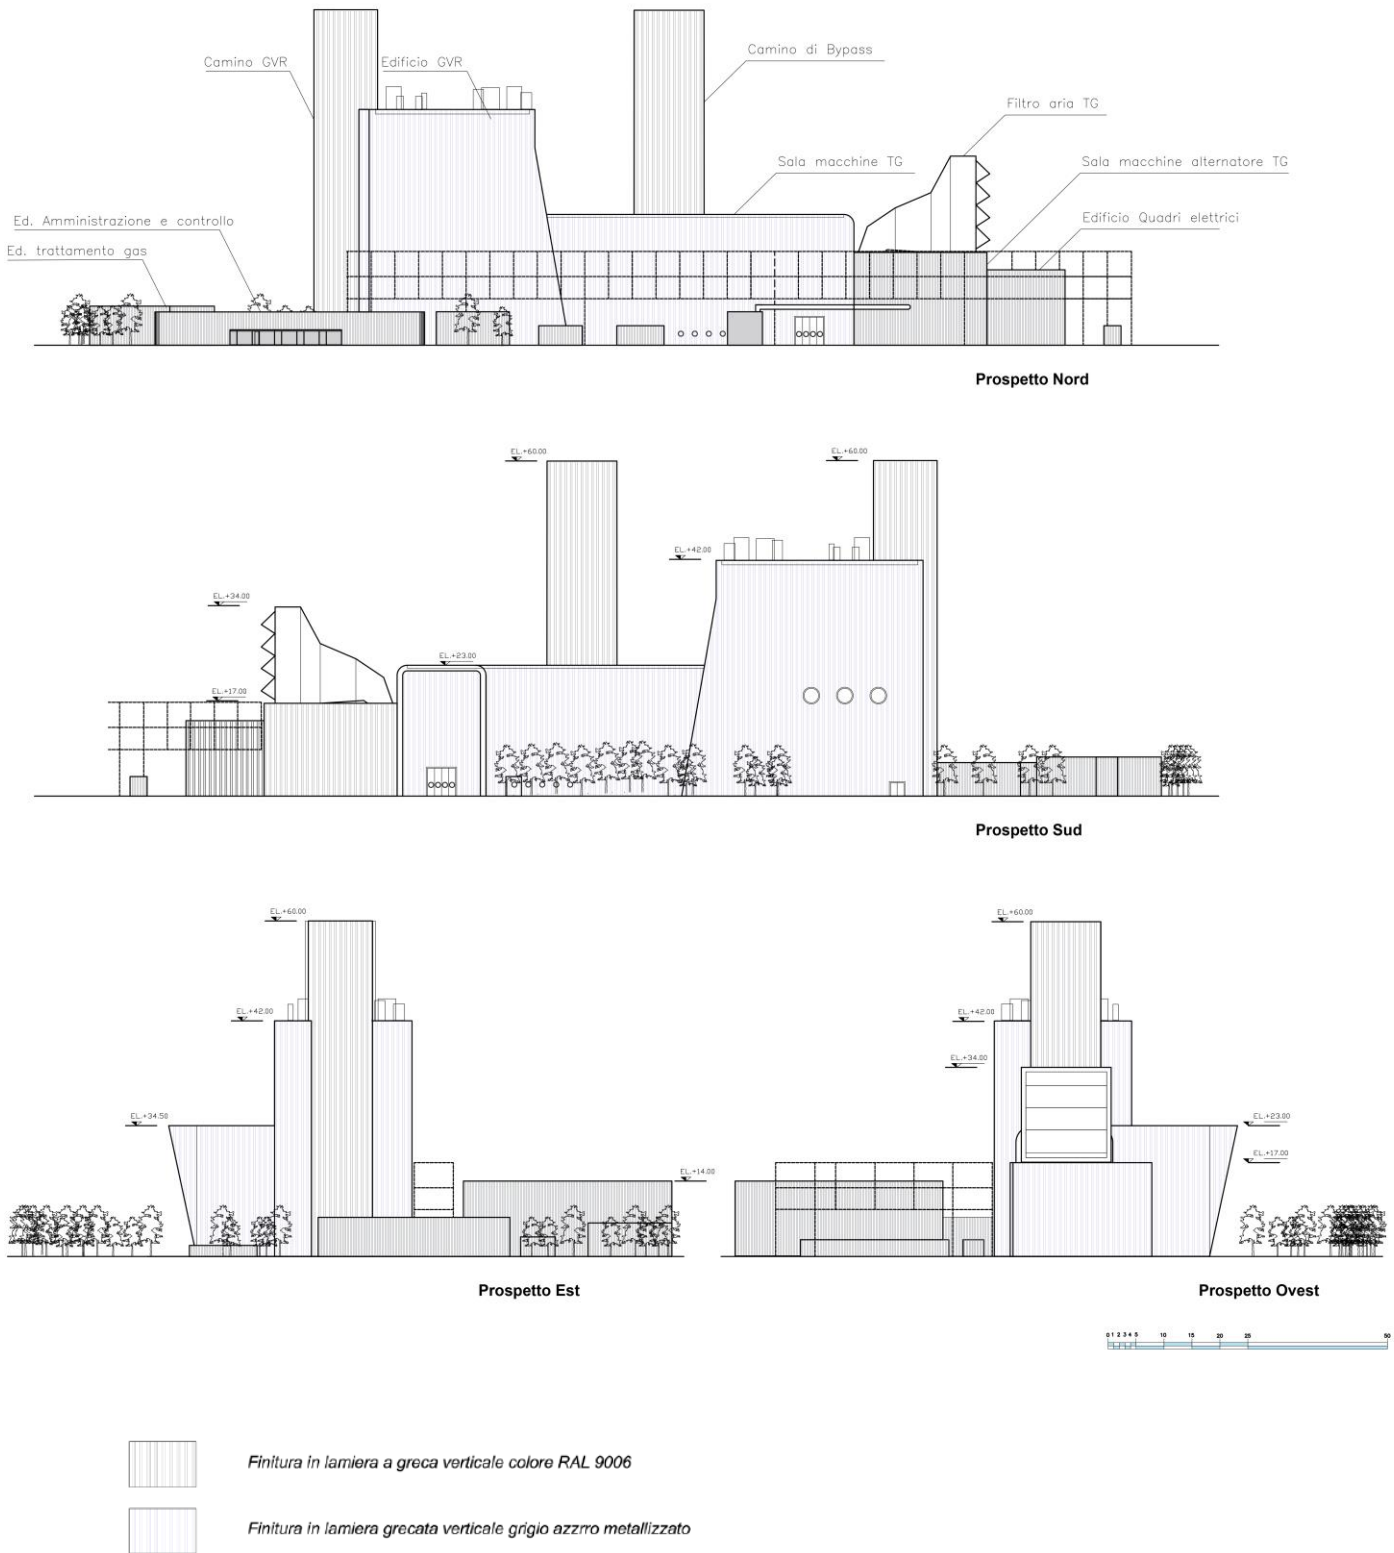 Camino GVR
Edificio GVR
Camino di Bypass
Filtro aria TG
Sala macchine TG
Sala macchine alternatore TG
Edificio Quadri elettrici
Ed. Amministrazione e controllo
Ed. trattamento gas
Prospetto Nord
EL.+60.00
EL.+60.00
EL.+42.00
EL.+34.00
EL.+23.00
EL.+17.00
Prospetto Sud
EL.+60.00
EL.+42.00
EL.+34.50
EL.+14.00
Prospetto Est
EL.+60.00
EL.+42.00
EL.+34.00
EL.+23.00
EL.+17.00
Prospetto Ovest
0 1 2 3 4 5 10 15 20 25 50
Finitura in lamiera a greca verticale colore RAL 9006
Finitura in lamiera grecata verticale grigio azzrro metallizzato